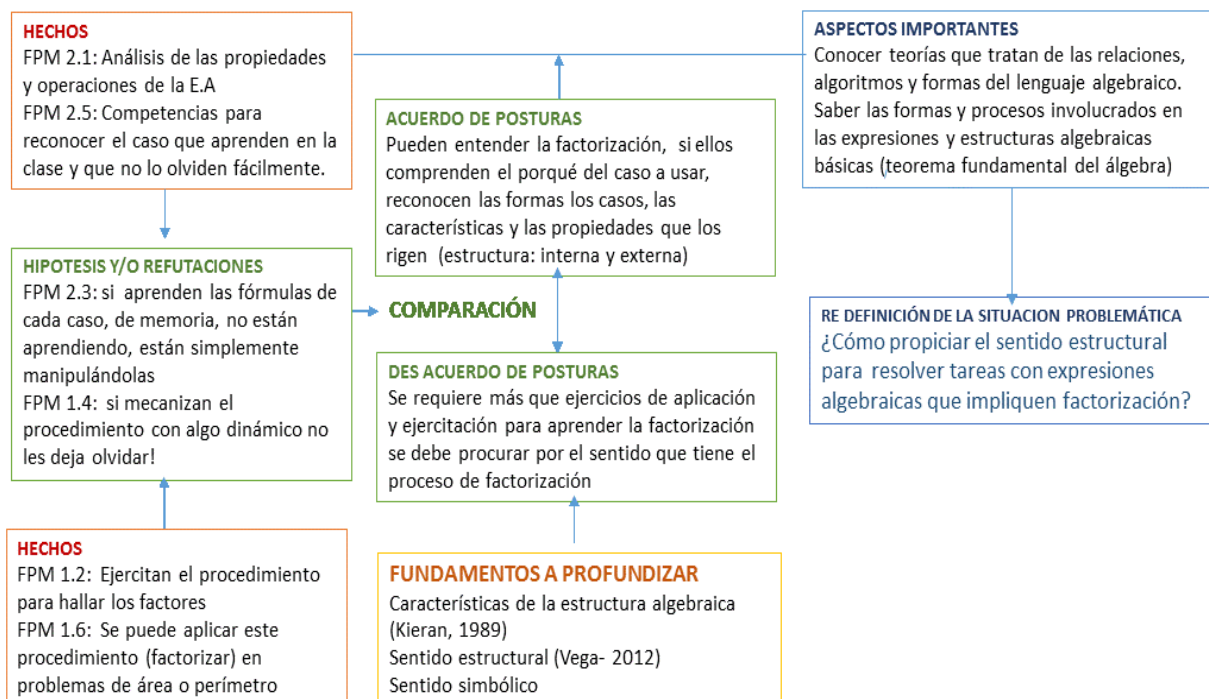 HECHOS
FPM 2.1: Análisis de las propiedades
y operaciones de la E.A
FPM 2.5: Competencias para
reconocer el caso que aprenden en la
clase y que no lo olviden fácilmente.
HIPOTESIS Y/O REFUTACIONES
FPM 2.3: si aprenden las fórmulas de
cada caso, de memoria, no están
aprendiendo, están simplemente
manipulándolas
FPM 1.4: si mecanizan el
procedimiento con algo dinámico no
les deja olvidar!
HECHOS
FPM 1.2: Ejercitan el procedimiento
para hallar los factores
FPM 1.6: Se puede aplicar este
procedimiento (factorizar) en
problemas de área o perímetro
ACUERDO DE POSTURAS
Pueden entender la factorización, si ellos
comprenden el porqué del caso a usar,
reconocen las formas los casos, las
características y las propiedades que los
rigen (estructura: interna y externa)
COMPARACIÓN
DES ACUERDO DE POSTURAS
Se requiere más que ejercicios de aplicación
y ejercitación para aprender la factorización
se debe procurar por el sentido que tiene el
proceso de factorización
FUNDAMENTOS A PROFUNDIZAR
Características de la estructura algebraica
(Kieran, 1989)
Sentido estructural (Vega- 2012)
Sentido simbólico
ASPECTOS IMPORTANTES
Conocer teorías que tratan de las relaciones,
algoritmos y formas del lenguaje algebraico.
Saber las formas y procesos involucrados en
las expresiones y estructuras algebraicas
básicas (teorema fundamental del álgebra)
RE DEFINICIÓN DE LA SITUACION PROBLEMÁTICA
¿Cómo propiciar el sentido estructural
para resolver tareas con expresiones
algebraicas que impliquen factorización?